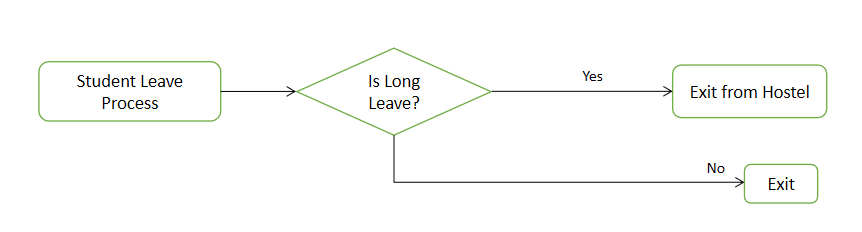 Student Leave
Process
Is Long
Leave?
Yes
Exit from Hostel
No
Exit